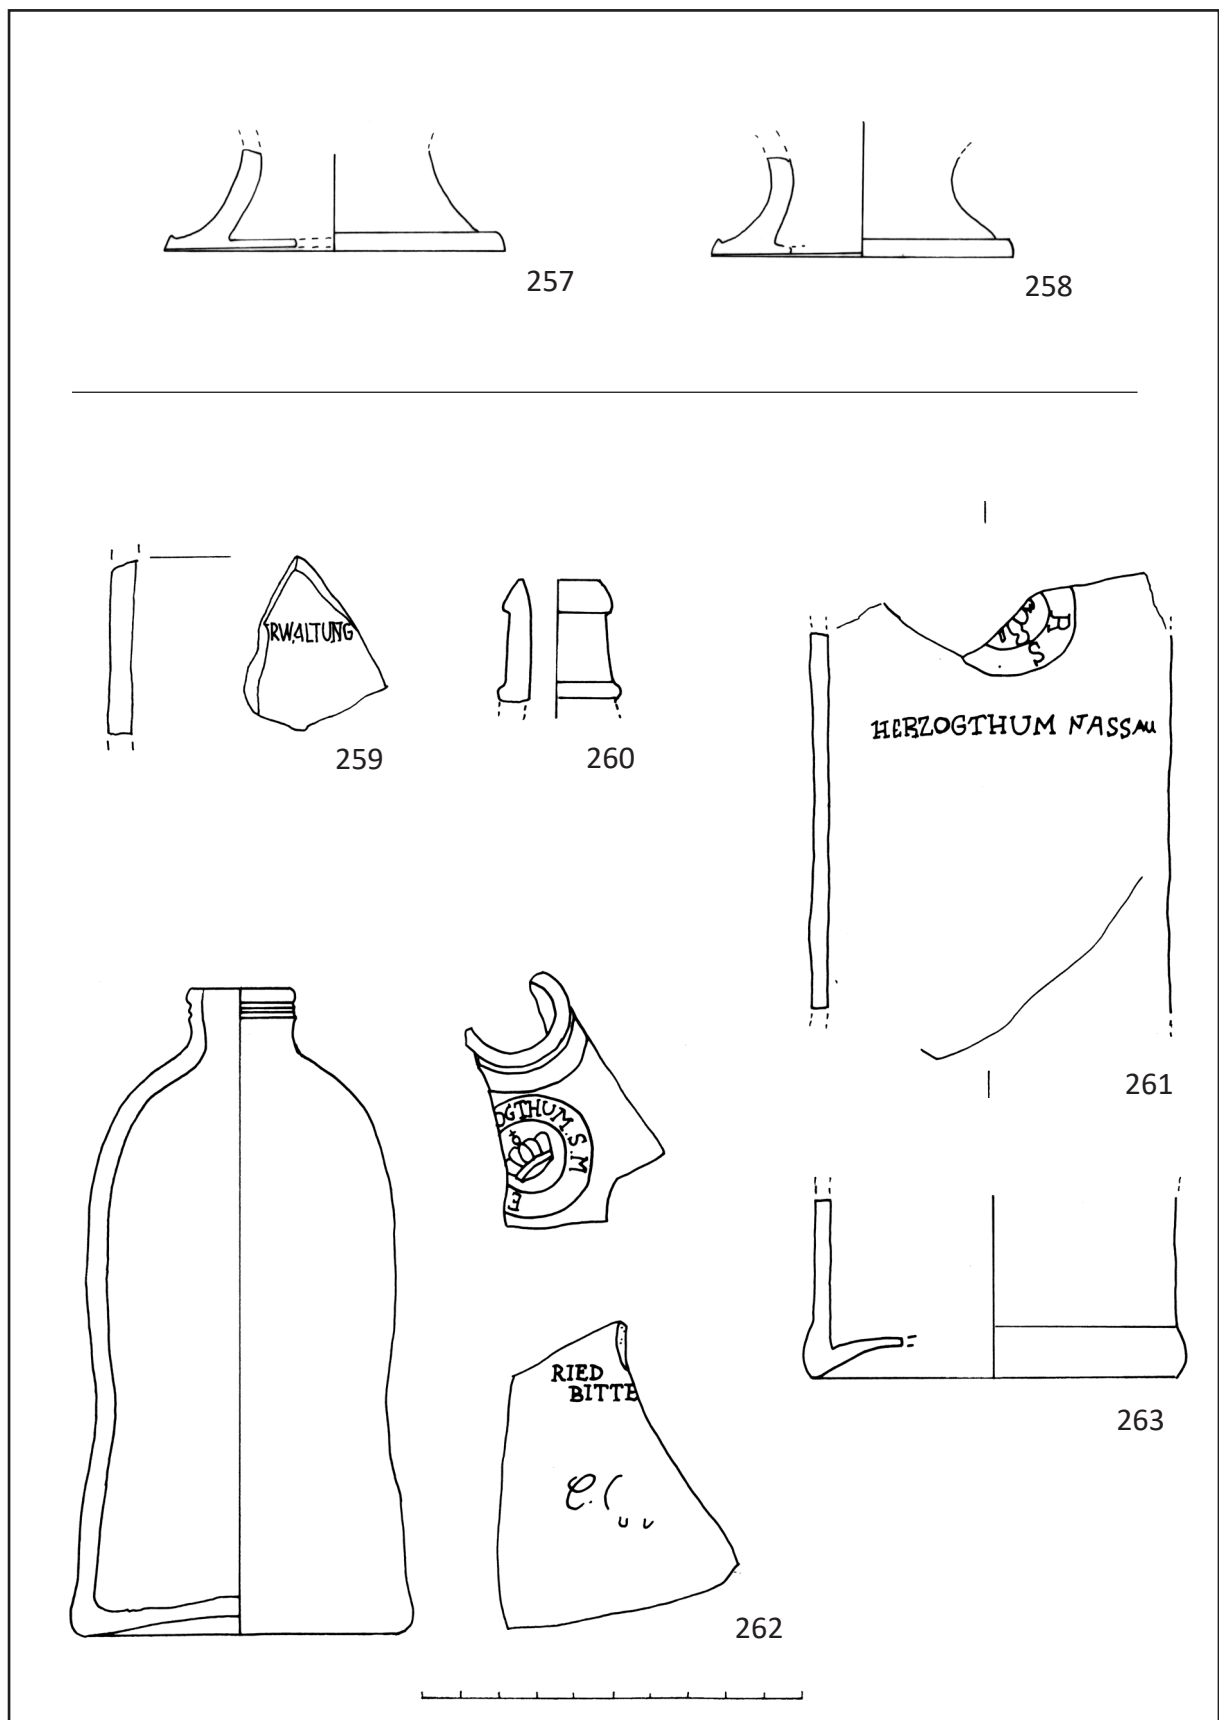 257
258
RWALTUNG
259
260
R
S
HERZOGTHUM NASSAU
261
OGTHUM.S.M
E
RIED
BITTE
C.(
262
263